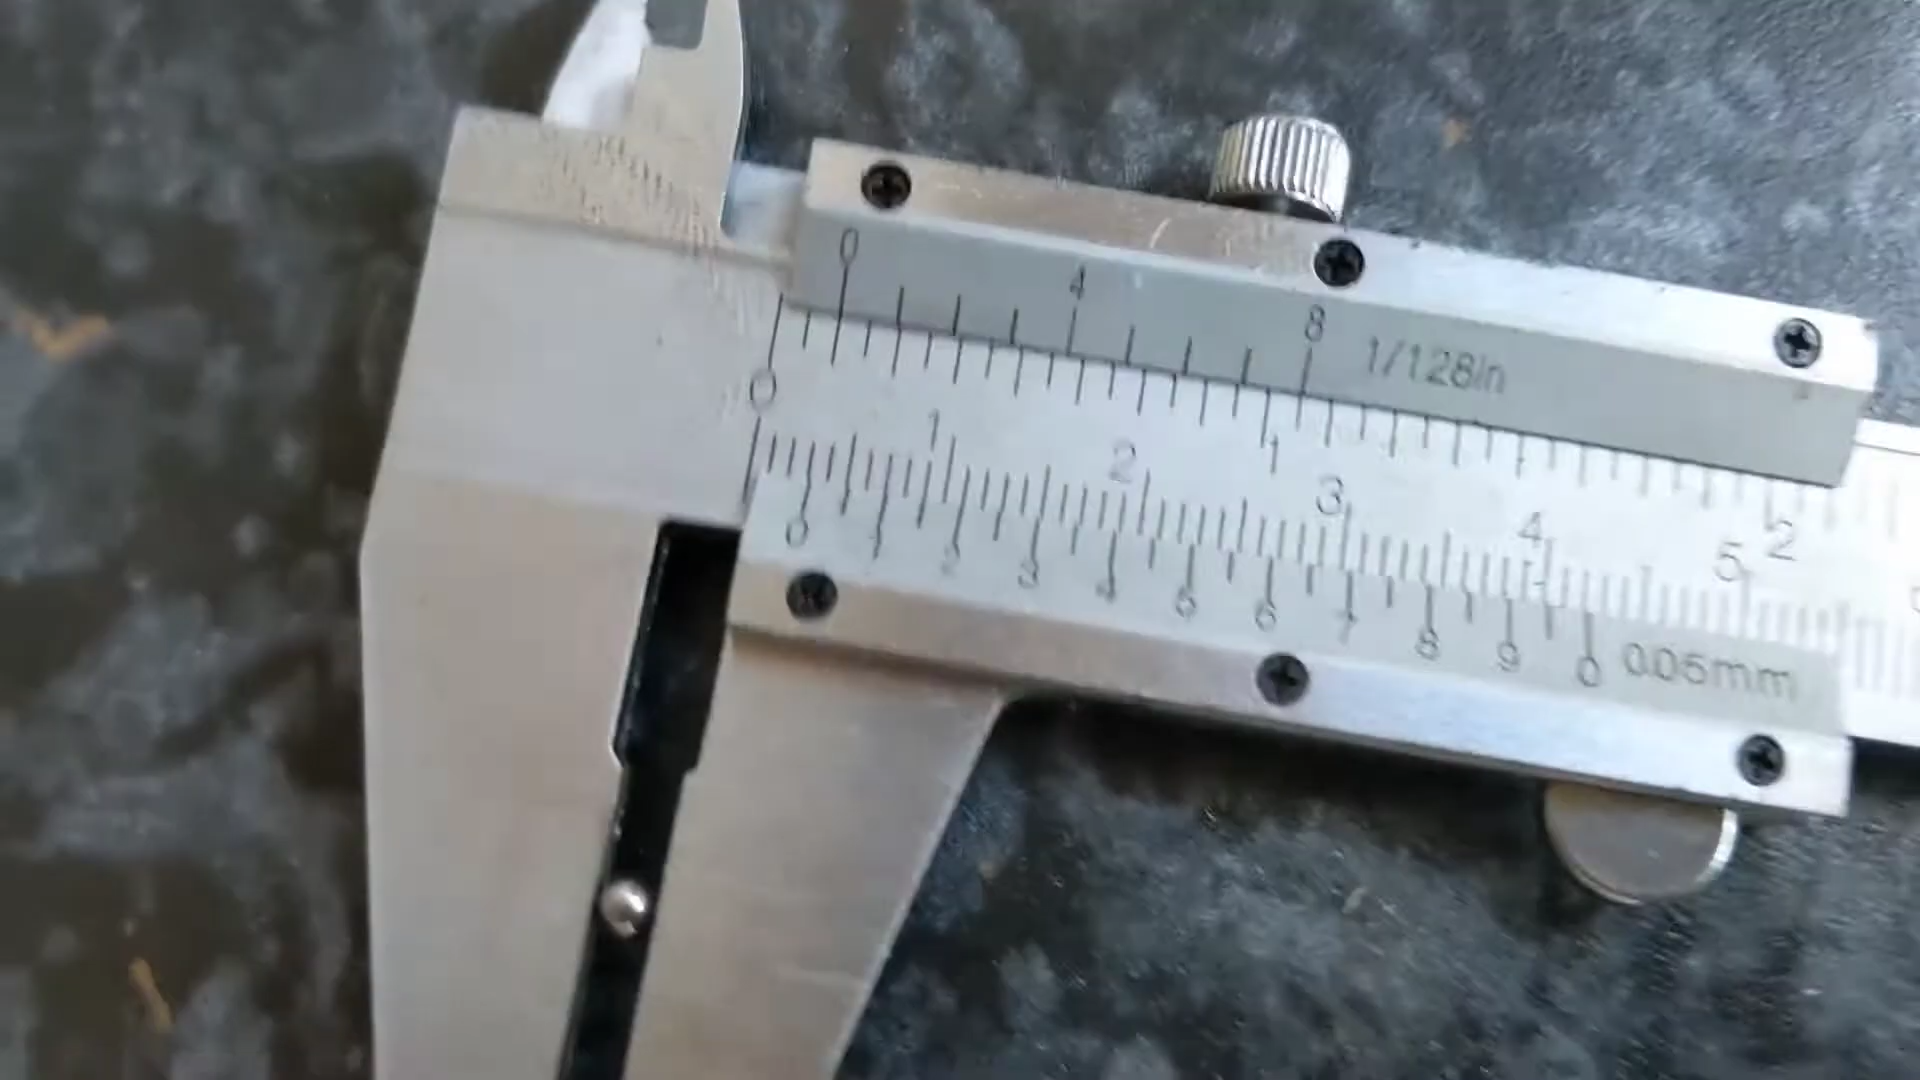 0 4 8 1/128in
0 1 2
1 2 3 4 5
0 1 2 3 4 5 6 7 8 9 0 0.05mm